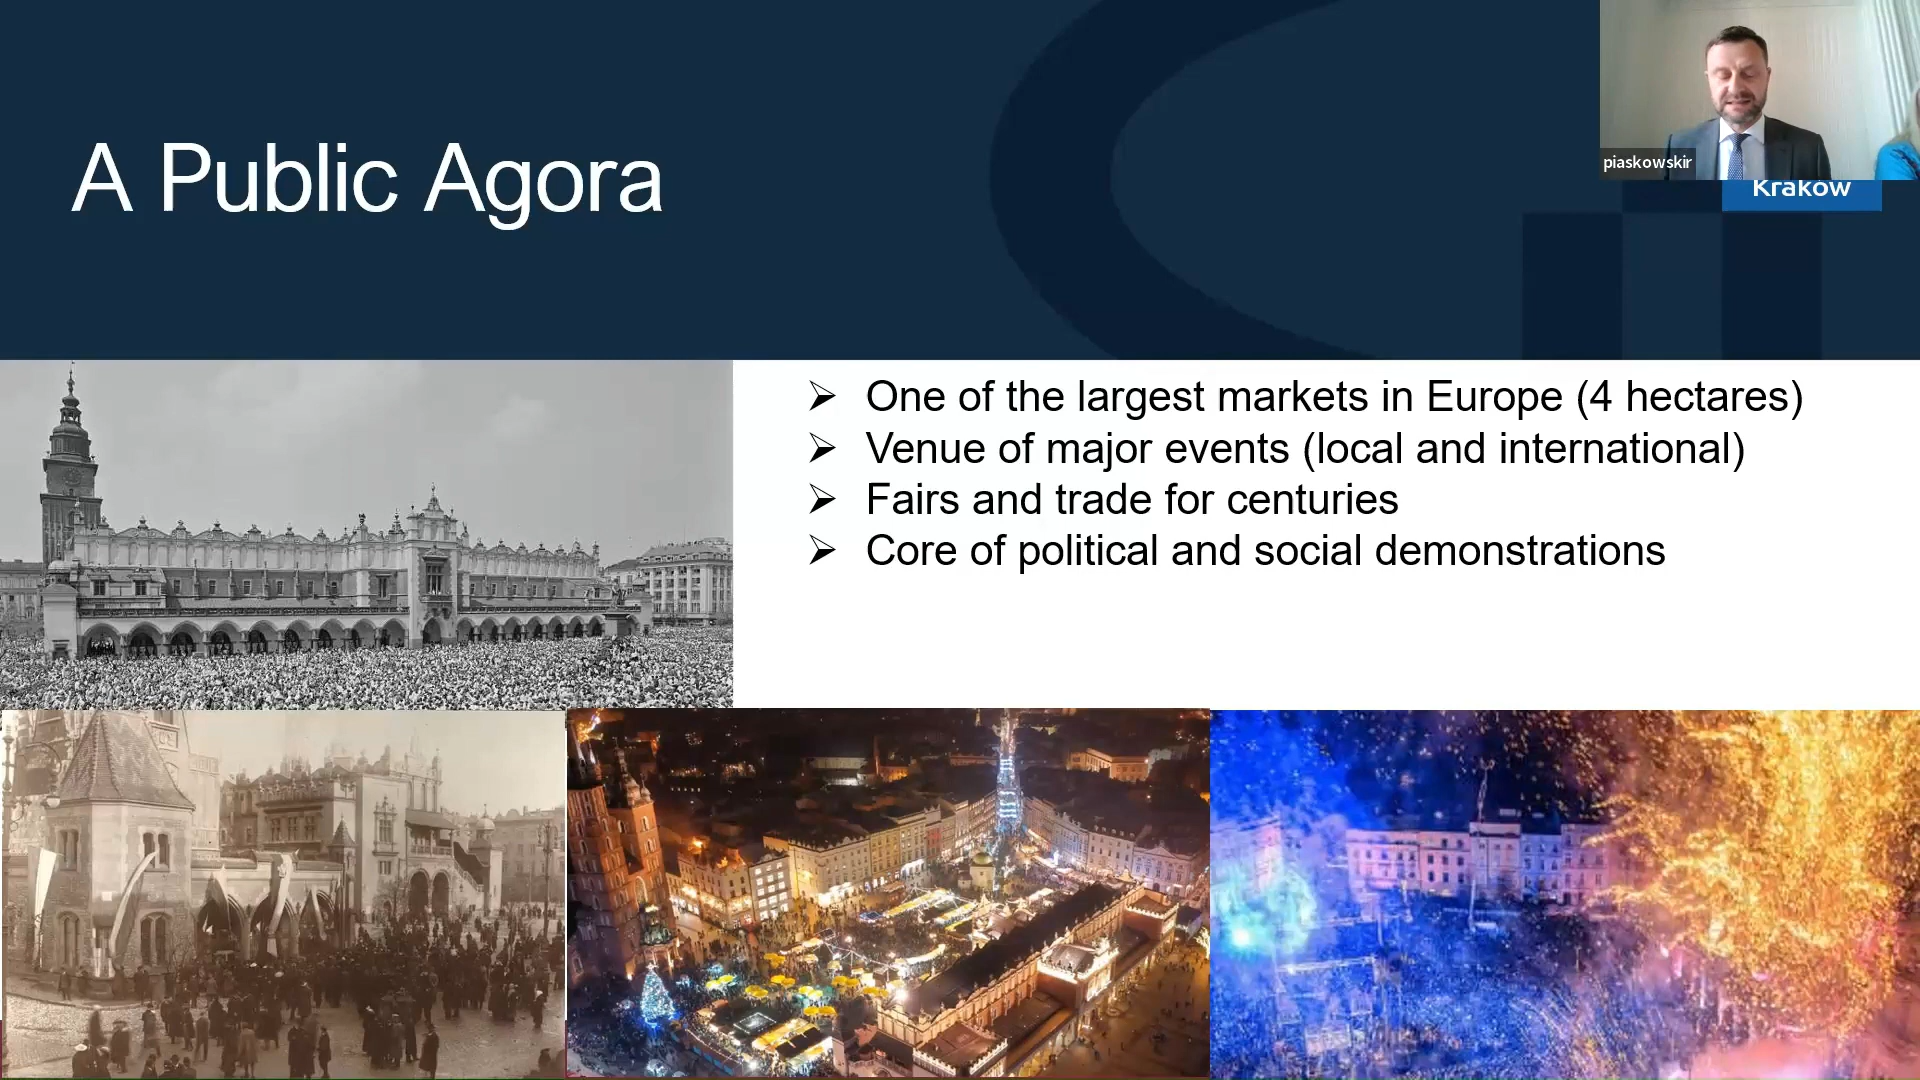 piaskowskir
Kraków
A Public Agora
➢ One of the largest markets in Europe (4 hectares)
➢ Venue of major events (local and international)
➢ Fairs and trade for centuries
➢ Core of political and social demonstrations